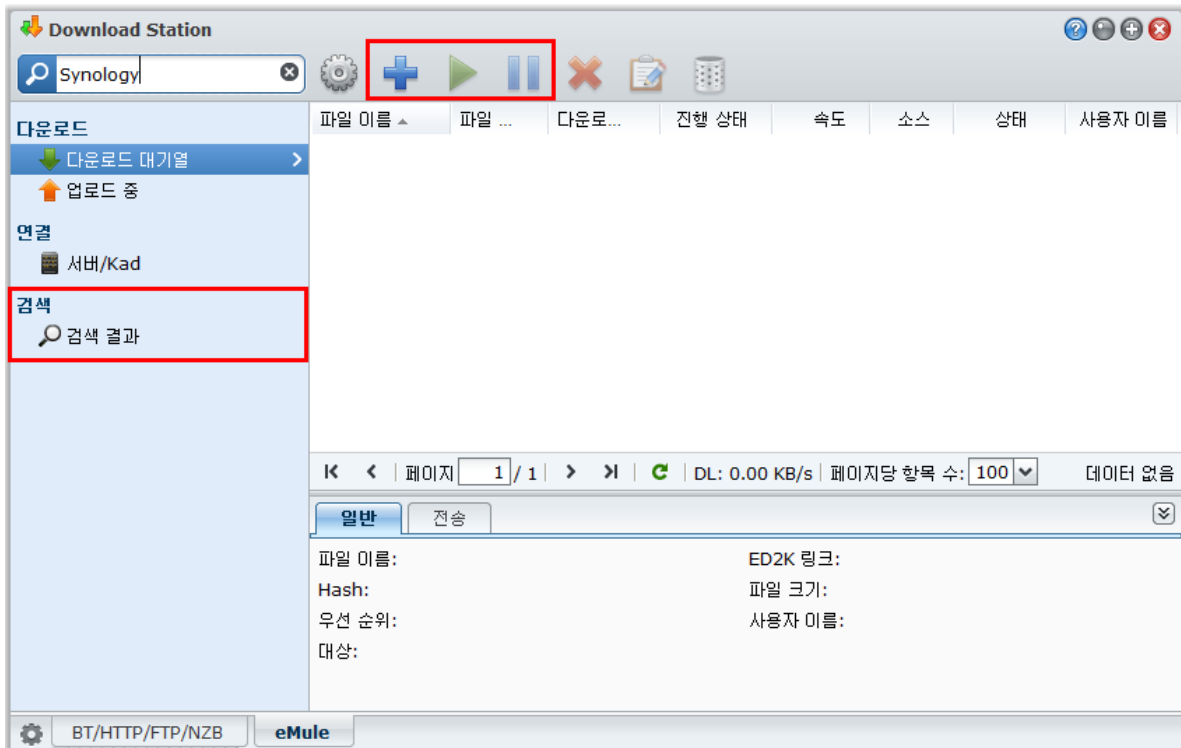 Download Station
Synology
다운로드
다운로드 대기열
업로드 중
연결
서버/Kad
검색
검색 결과
파일 이름 파일 ... 다운로... 진행 상태 속도 소스 상태 사용자 이름
페이지 1 / 1 DL: 0.00 KB/s 페이지당 항목 수: 100 데이터 없음
일반 전송
파일 이름: ED2K 링크:
Hash: 파일 크기:
우선 순위: 사용자 이름:
대상:
BT/HTTP/FTP/NZB eMule